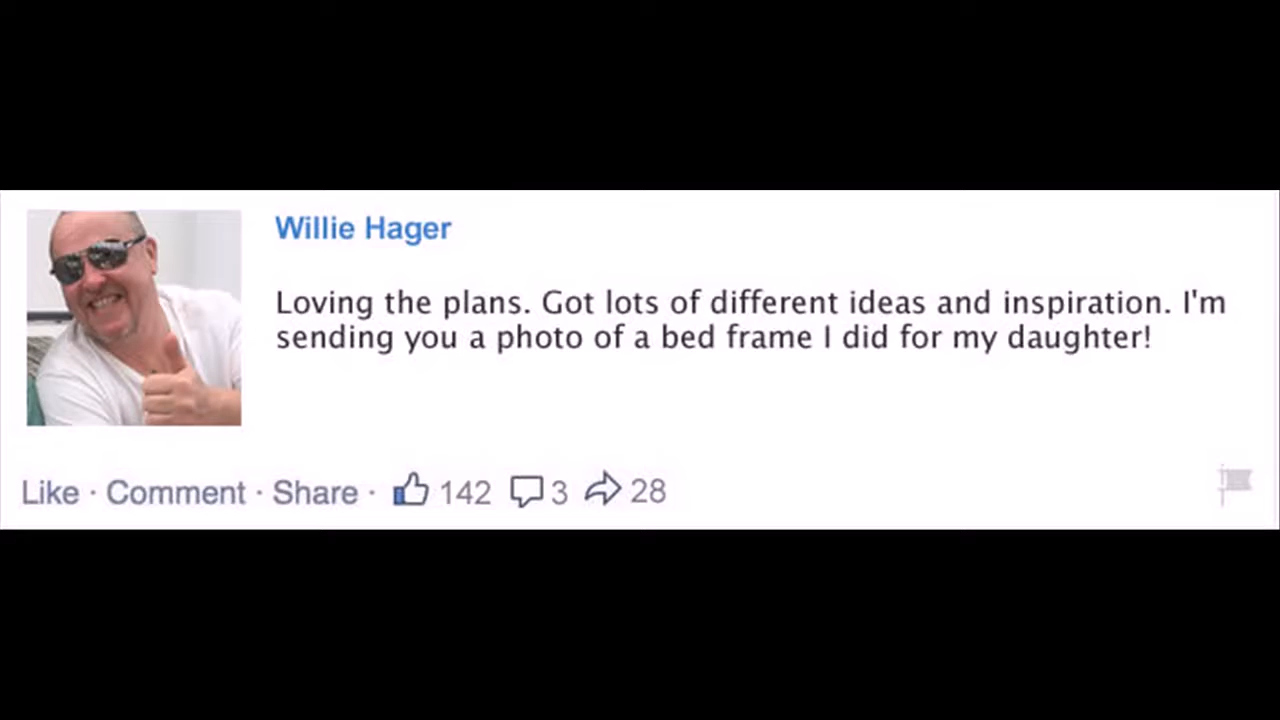 Willie Hager
Loving the plans. Got lots of different ideas and inspiration. I'm
sending you a photo of a bed frame I did for my daughter!
Like · Comment · Share · 142 3 28